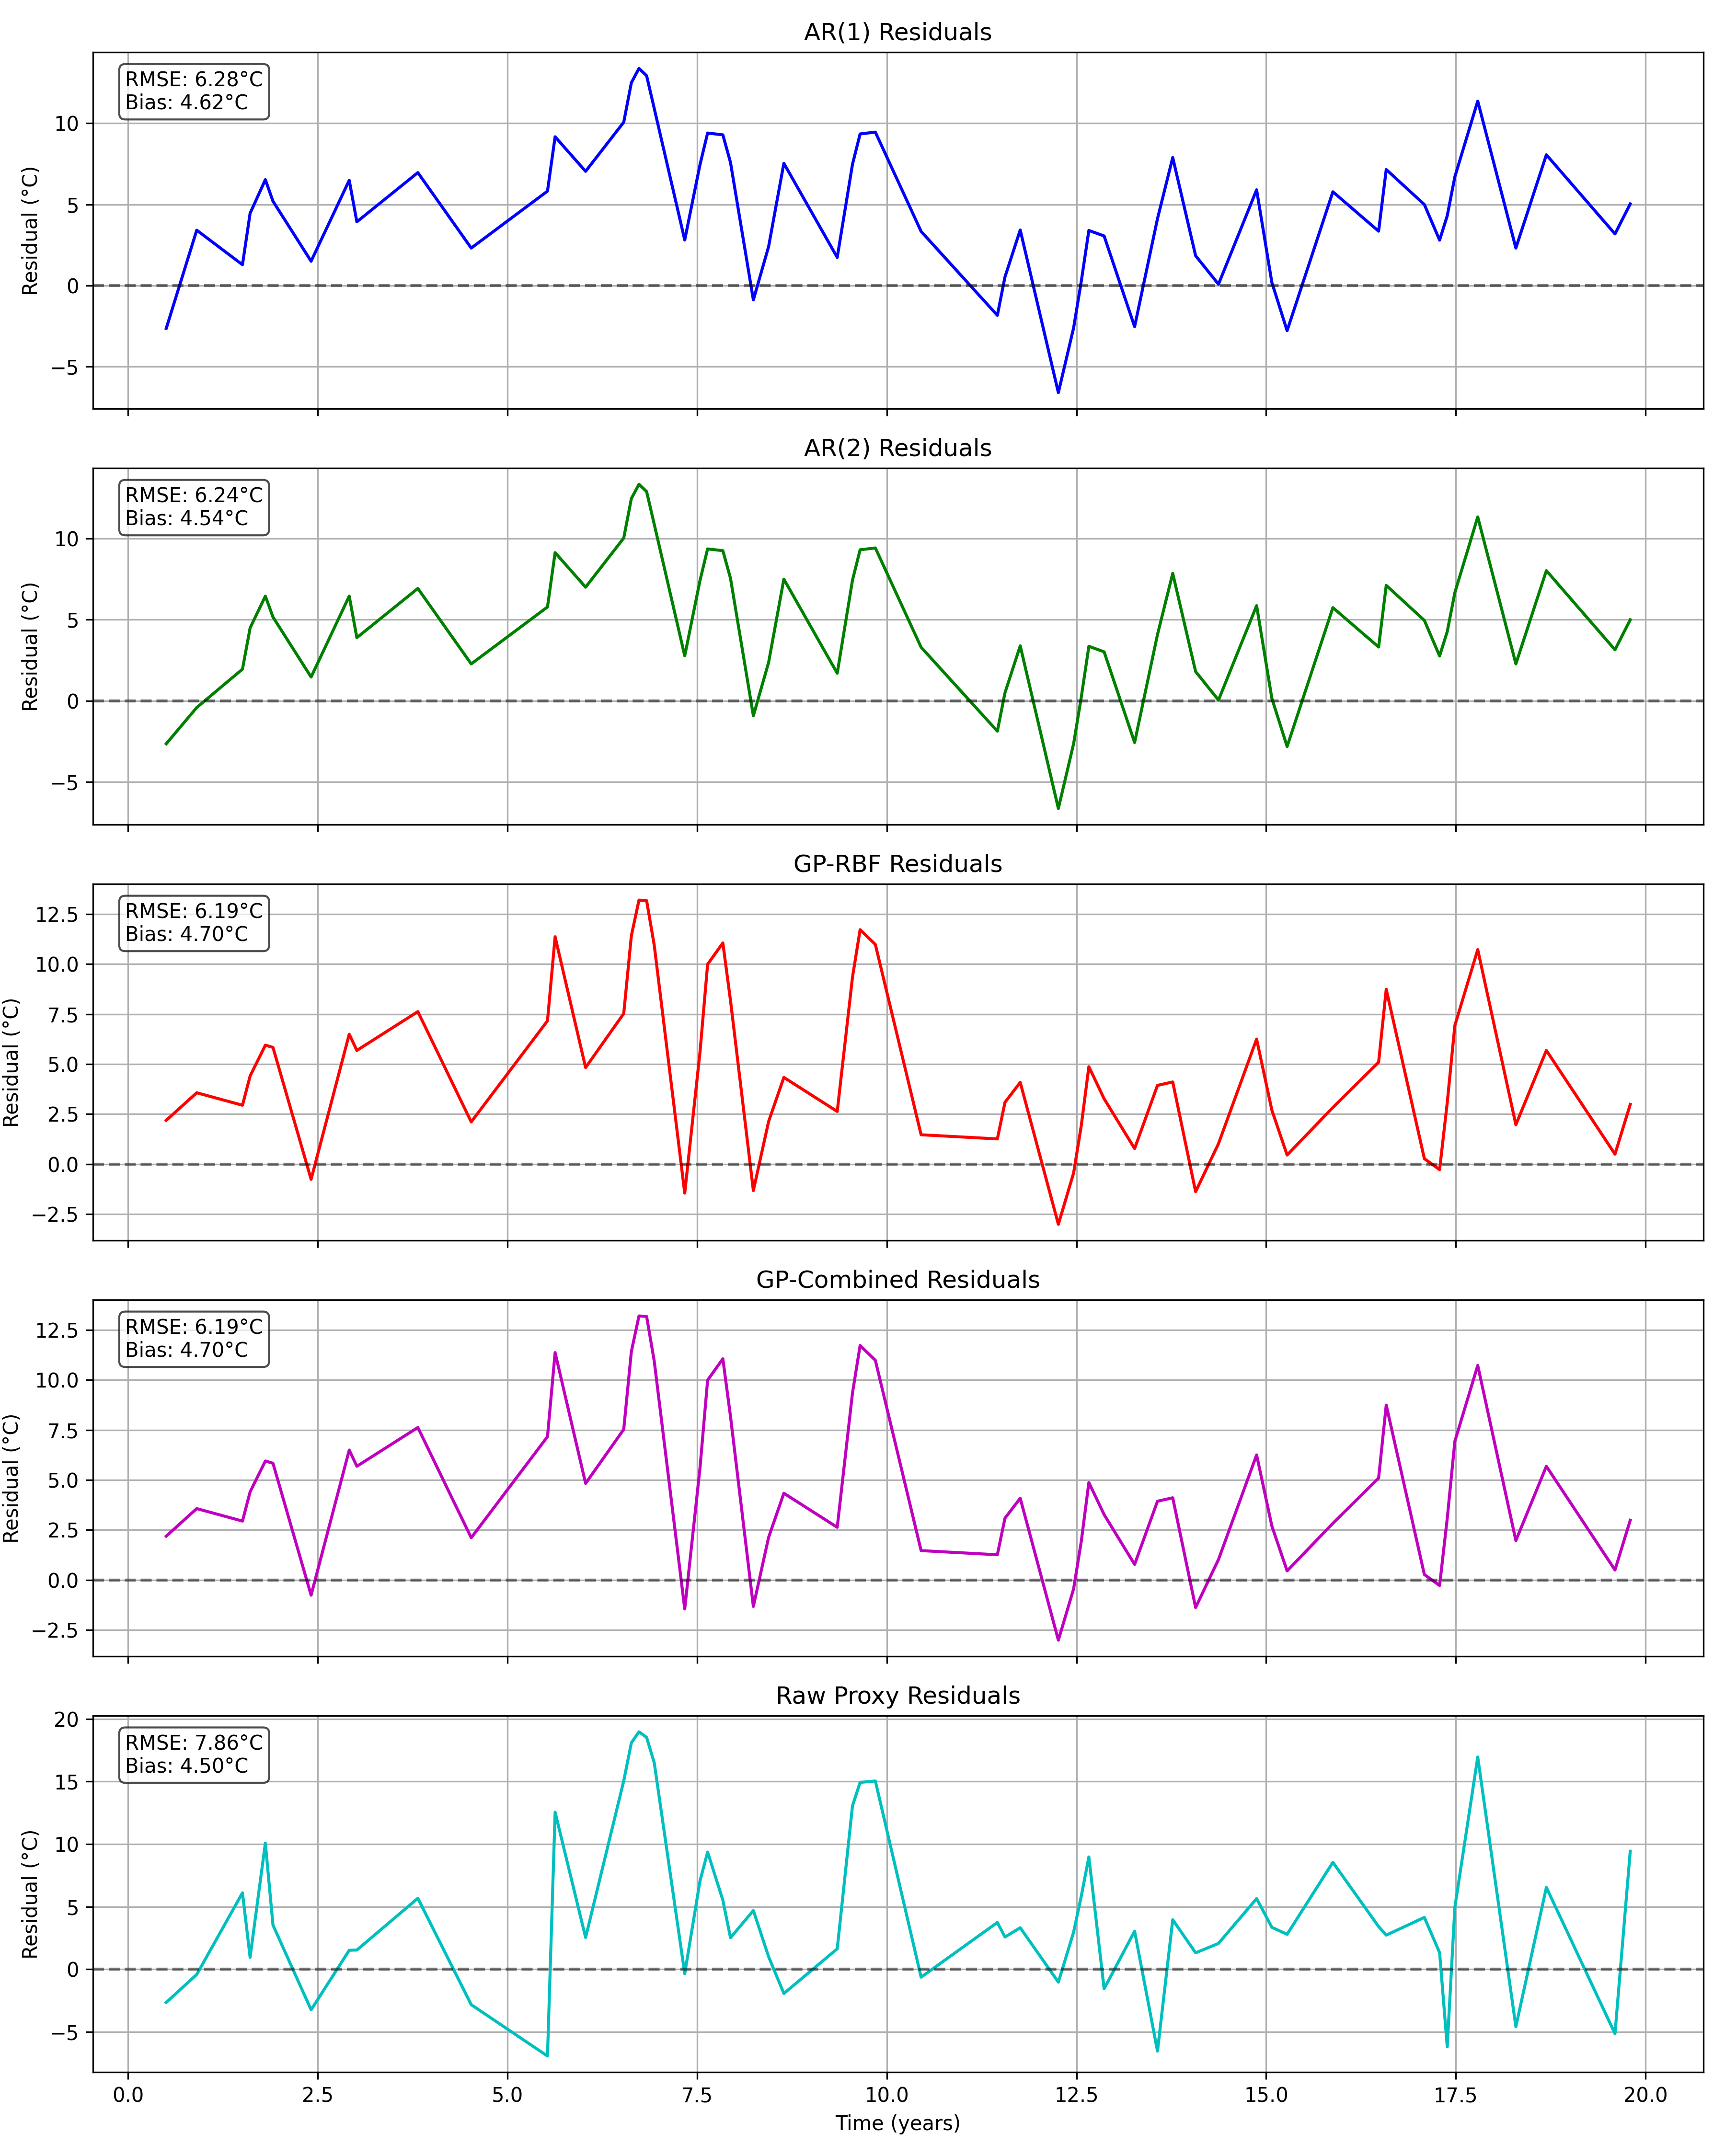 AR(1) Residuals
RMSE: 6.28°C
Bias: 4.62°C
10
5
0
−5
Residual (°C)
AR(2) Residuals
RMSE: 6.24°C
Bias: 4.54°C
10
5
0
−5
Residual (°C)
GP-RBF Residuals
RMSE: 6.19°C
Bias: 4.70°C
12.5
10.0
7.5
5.0
2.5
0.0
−2.5
Residual (°C)
GP-Combined Residuals
RMSE: 6.19°C
Bias: 4.70°C
12.5
10.0
7.5
5.0
2.5
0.0
−2.5
Residual (°C)
Raw Proxy Residuals
RMSE: 7.86°C
Bias: 4.50°C
20
15
10
5
0
−5
Residual (°C)
0.0 2.5 5.0 7.5 10.0 12.5 15.0 17.5 20.0
Time (years)